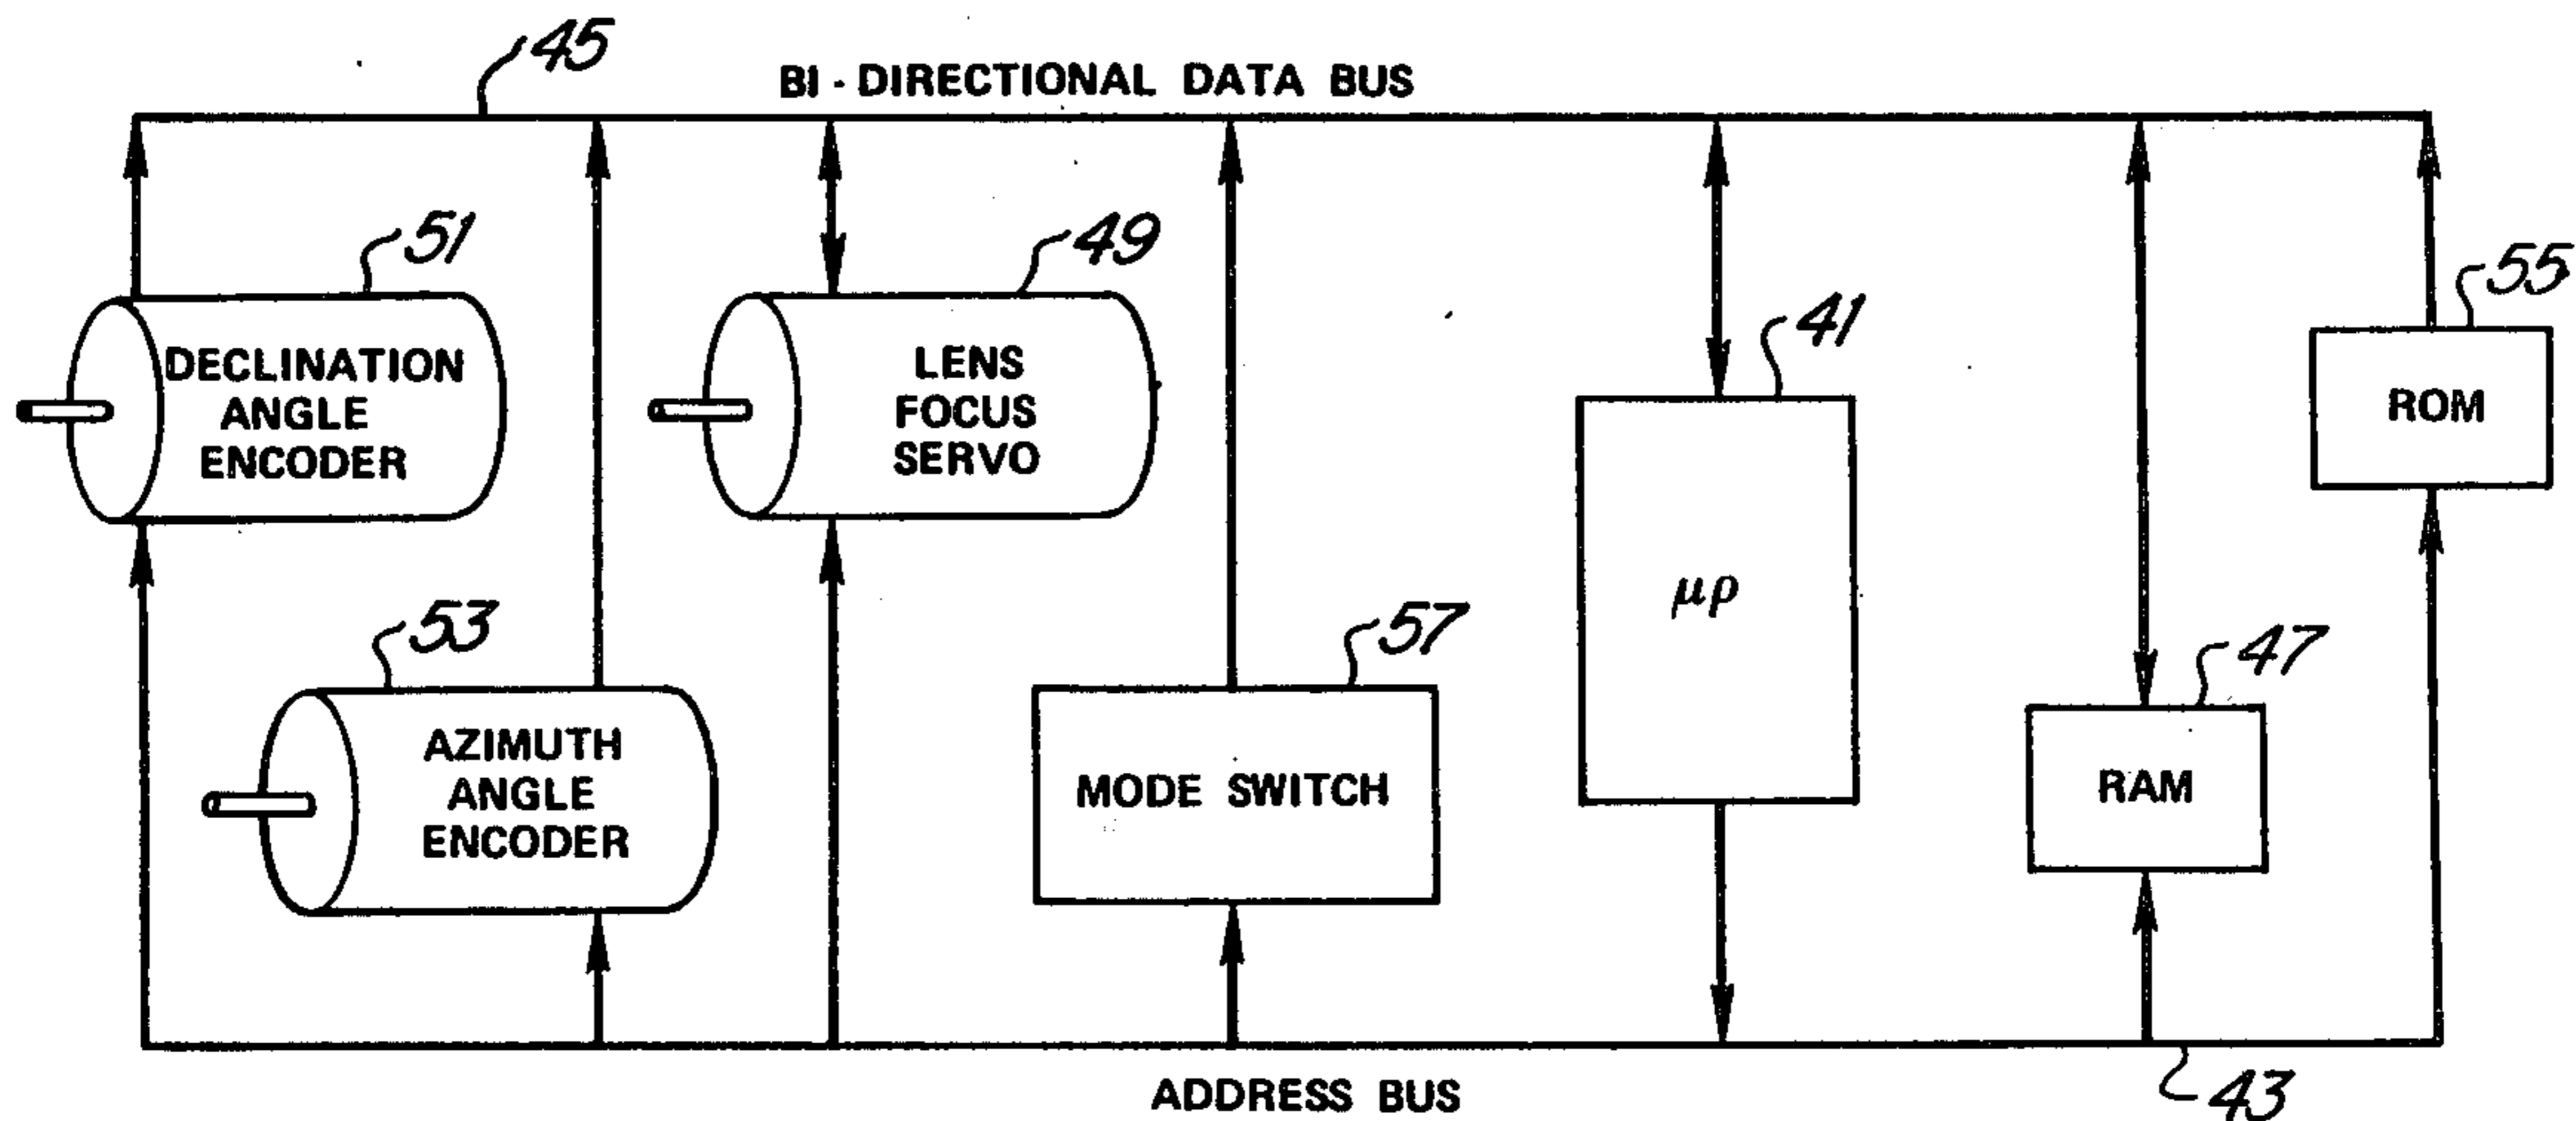 45
BI - DIRECTIONAL DATA BUS
51
DECLINATION
ANGLE
ENCODER
49
LENS
FOCUS
SERVO
41
μρ
55
ROM
53
AZIMUTH
ANGLE
ENCODER
57
MODE SWITCH
47
RAM
ADDRESS BUS
43